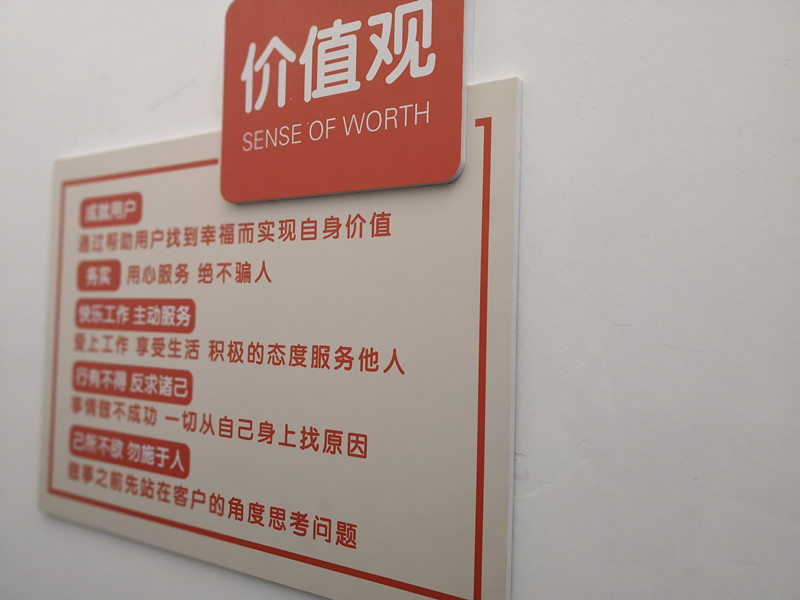 价值观
SENSE OF WORTH
成就用户
通过帮助用户找到幸福而实现自身价值
务实 用心服务 绝不骗人
快乐工作 主动服务
爱上工作 享受生活 积极的态度服务他人
行有不得 反求诸己
事情做不成功 一切从自己身上找原因
己所不欲 勿施于人
做事之前先站在客户的角度思考问题